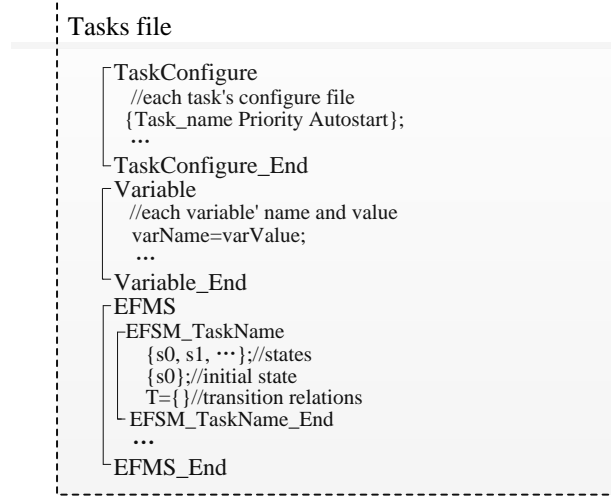 Tasks file
TaskConfigure
//each task's configure file
{Task_name Priority Autostart};
···
TaskConfigure_End
Variable
//each variable' name and value
varName=varValue;
···
Variable_End
EFMS
EFSM_TaskName
{s0, s1, ···};//states
{s0};//initial state
T={}//transition relations
EFSM_TaskName_End
···
EFMS_End